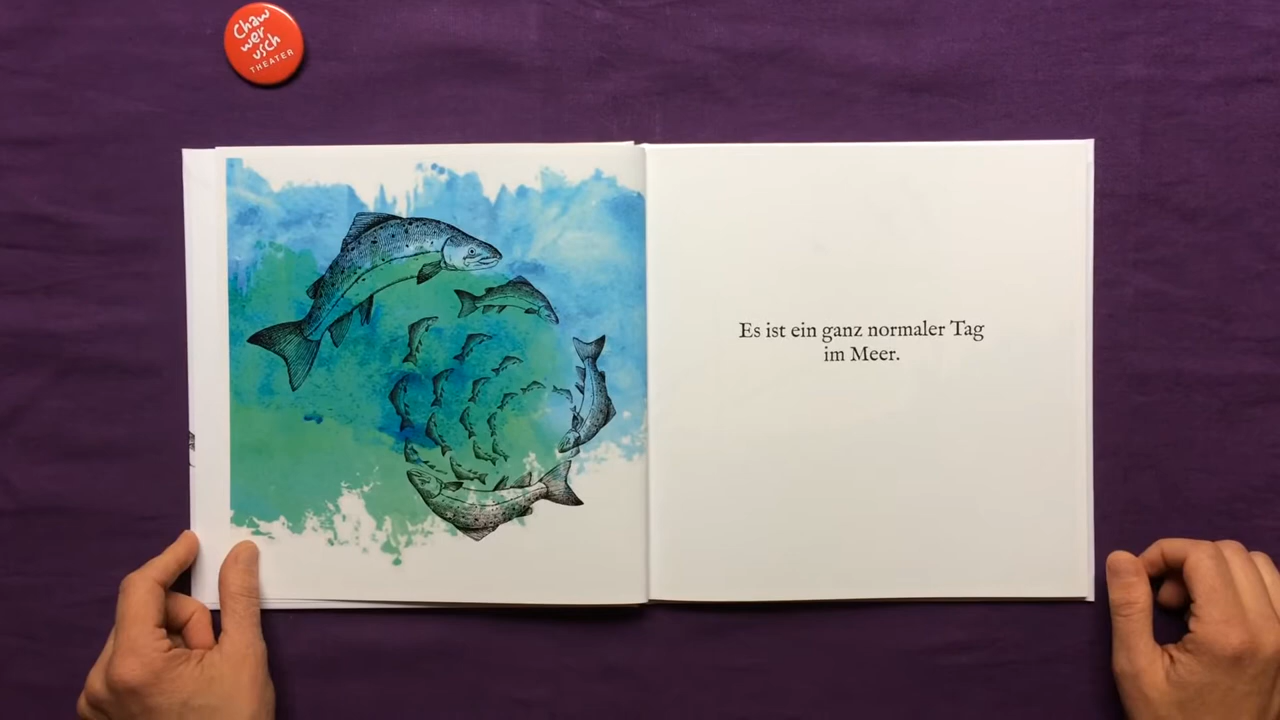 Chaw
wer
usch
THEATER
Es ist ein ganz normaler Tag
im Meer.